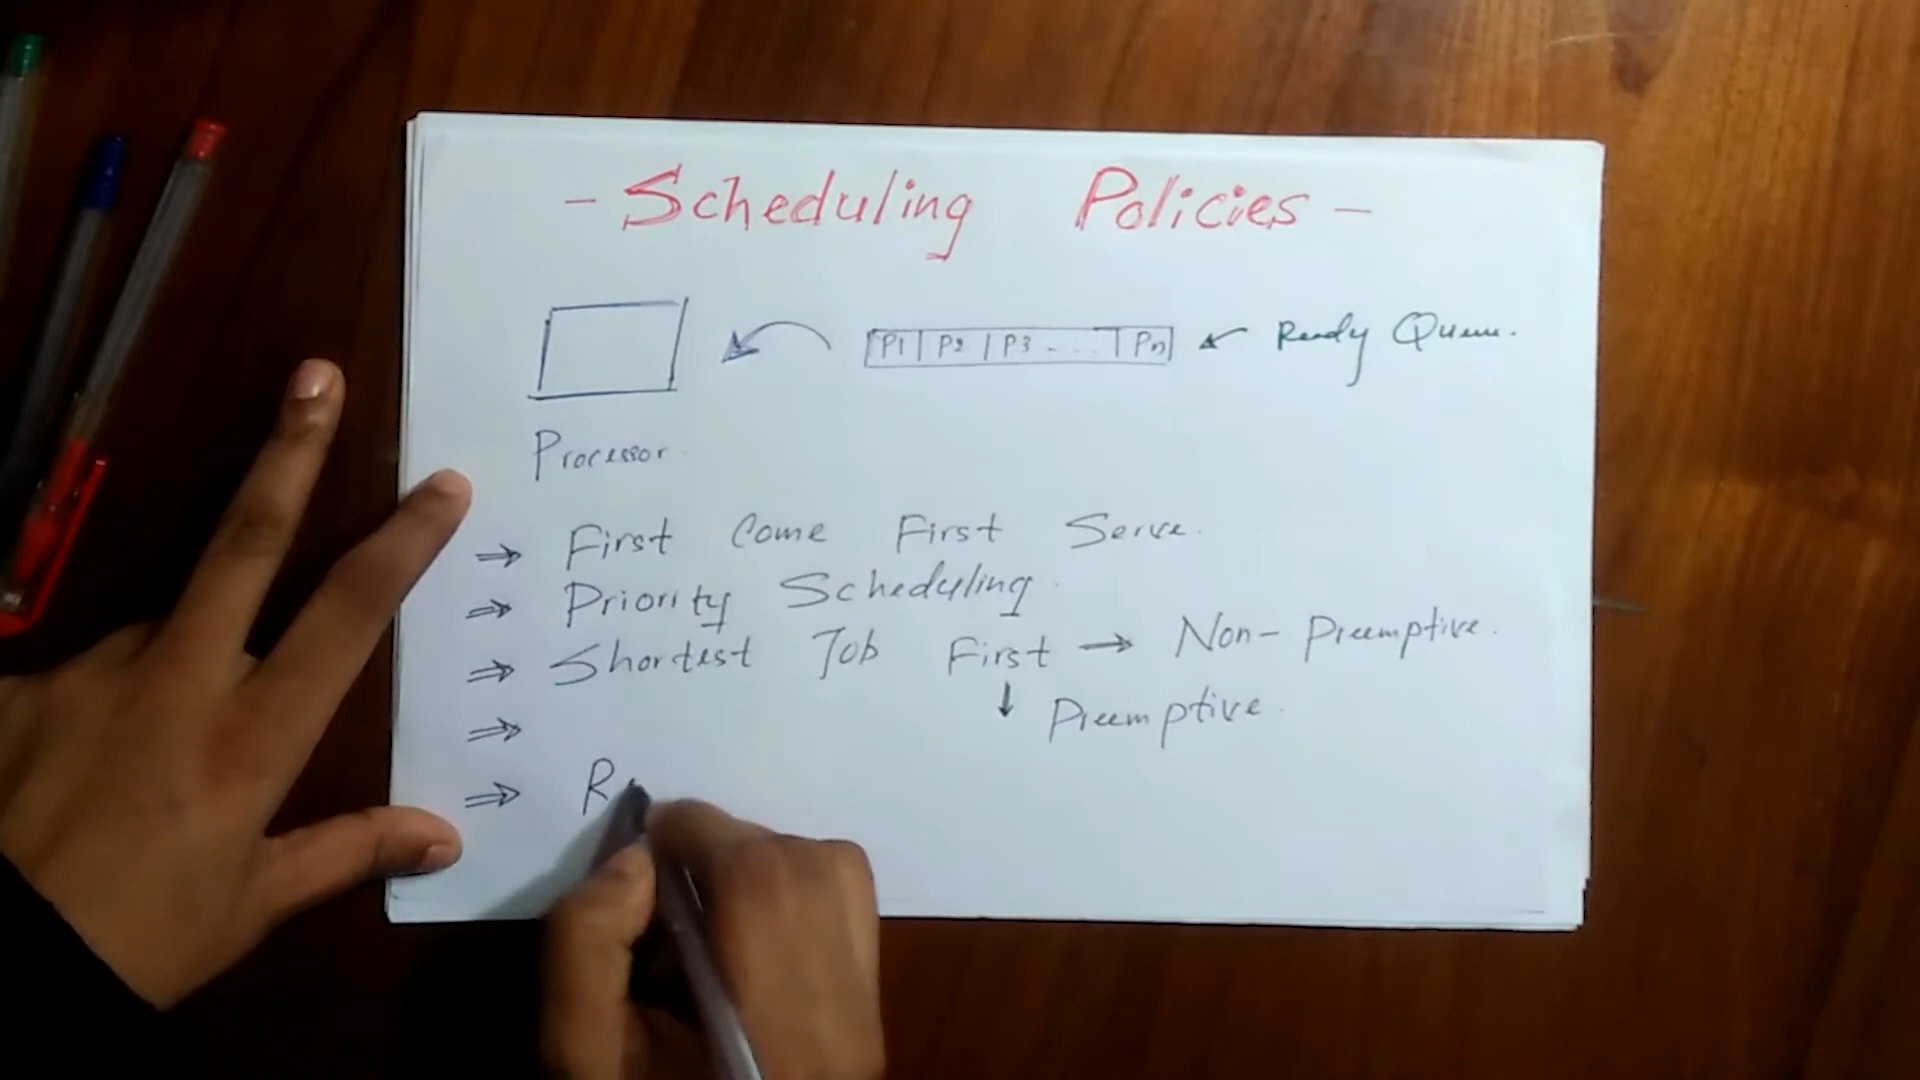 - Scheduling Policies -
P1 P2 P3 - . . . Pn ← Ready Queue.
Processor
⇒ First Come First Serve.
⇒ Priority Scheduling
⇒ Shortest Job First → Non-Preemptive.
↓ Preemptive.
⇒
⇒ R